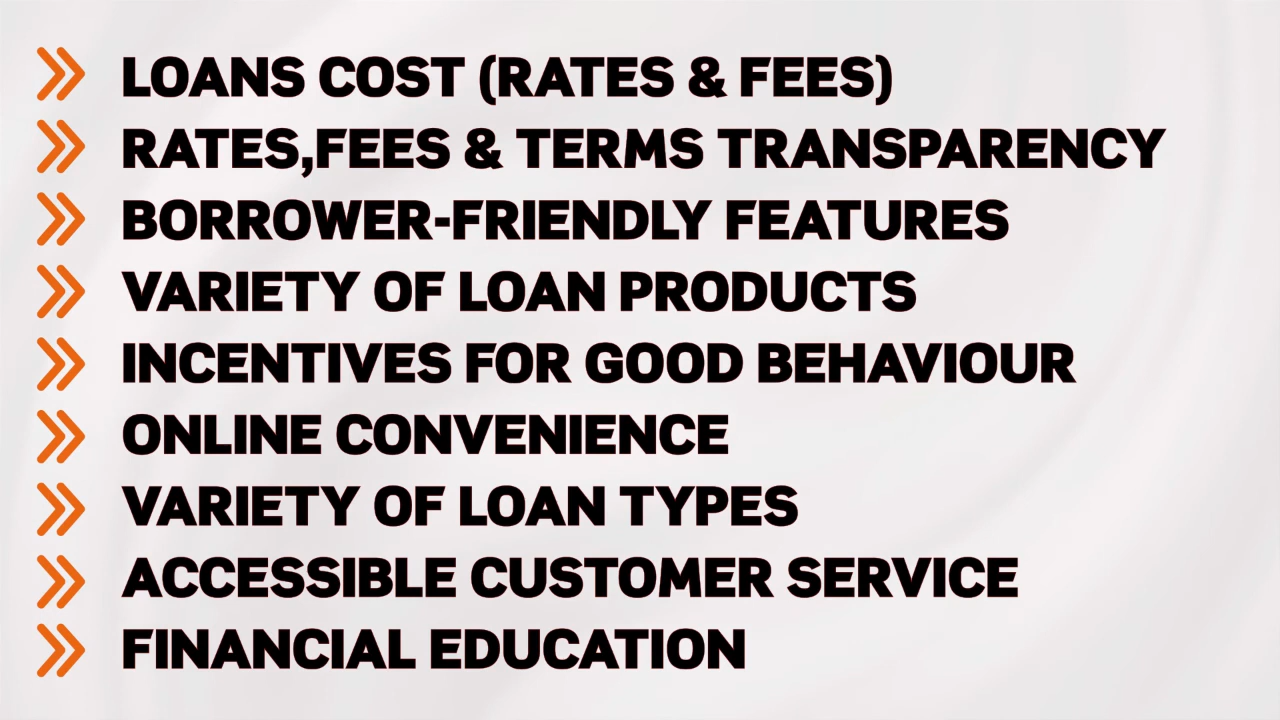 LOANS COST (RATES & FEES)
RATES,FEES & TERMS TRANSPARENCY
BORROWER-FRIENDLY FEATURES
VARIETY OF LOAN PRODUCTS
INCENTIVES FOR GOOD BEHAVIOUR
ONLINE CONVENIENCE
VARIETY OF LOAN TYPES
ACCESSIBLE CUSTOMER SERVICE
FINANCIAL EDUCATION